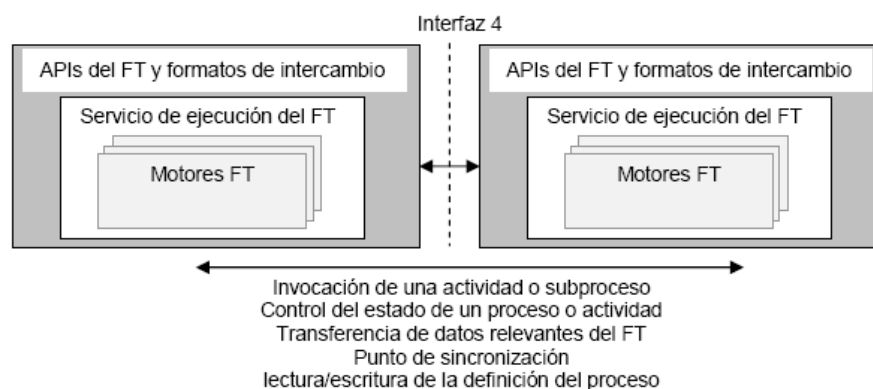 Interfaz 4
APIs del FT y formatos de intercambio
Servicio de ejecución del FT
Motores FT
APIs del FT y formatos de intercambio
Servicio de ejecución del FT
Motores FT
Invocación de una actividad o subproceso
Control del estado de un proceso o actividad
Transferencia de datos relevantes del FT
Punto de sincronización
lectura/escritura de la definición del proceso